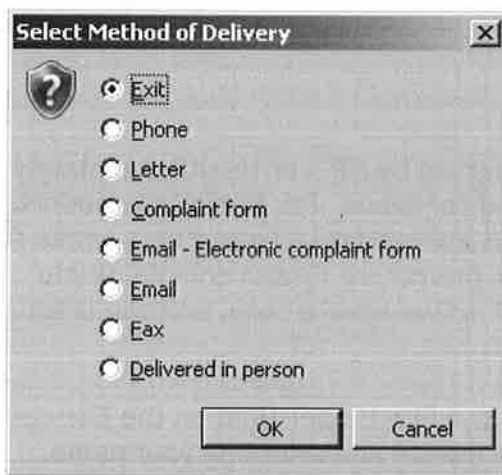 Select Method of Delivery
Exit
Phone
Letter
Complaint form
Email - Electronic complaint form
Email
Fax
Delivered in person
OK Cancel